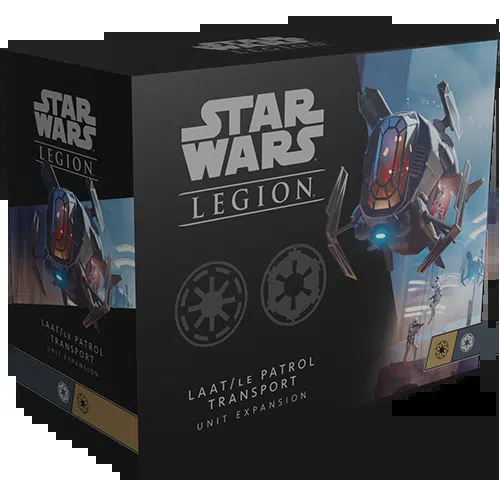 STAR
WARS
LEGION
LAAT/le PATROL
TRANSPORT
UNIT EXPANSION
STAR
WARS
LEGION
LAAT/le PATROL
TRANSPORT
UNIT EXPANSION